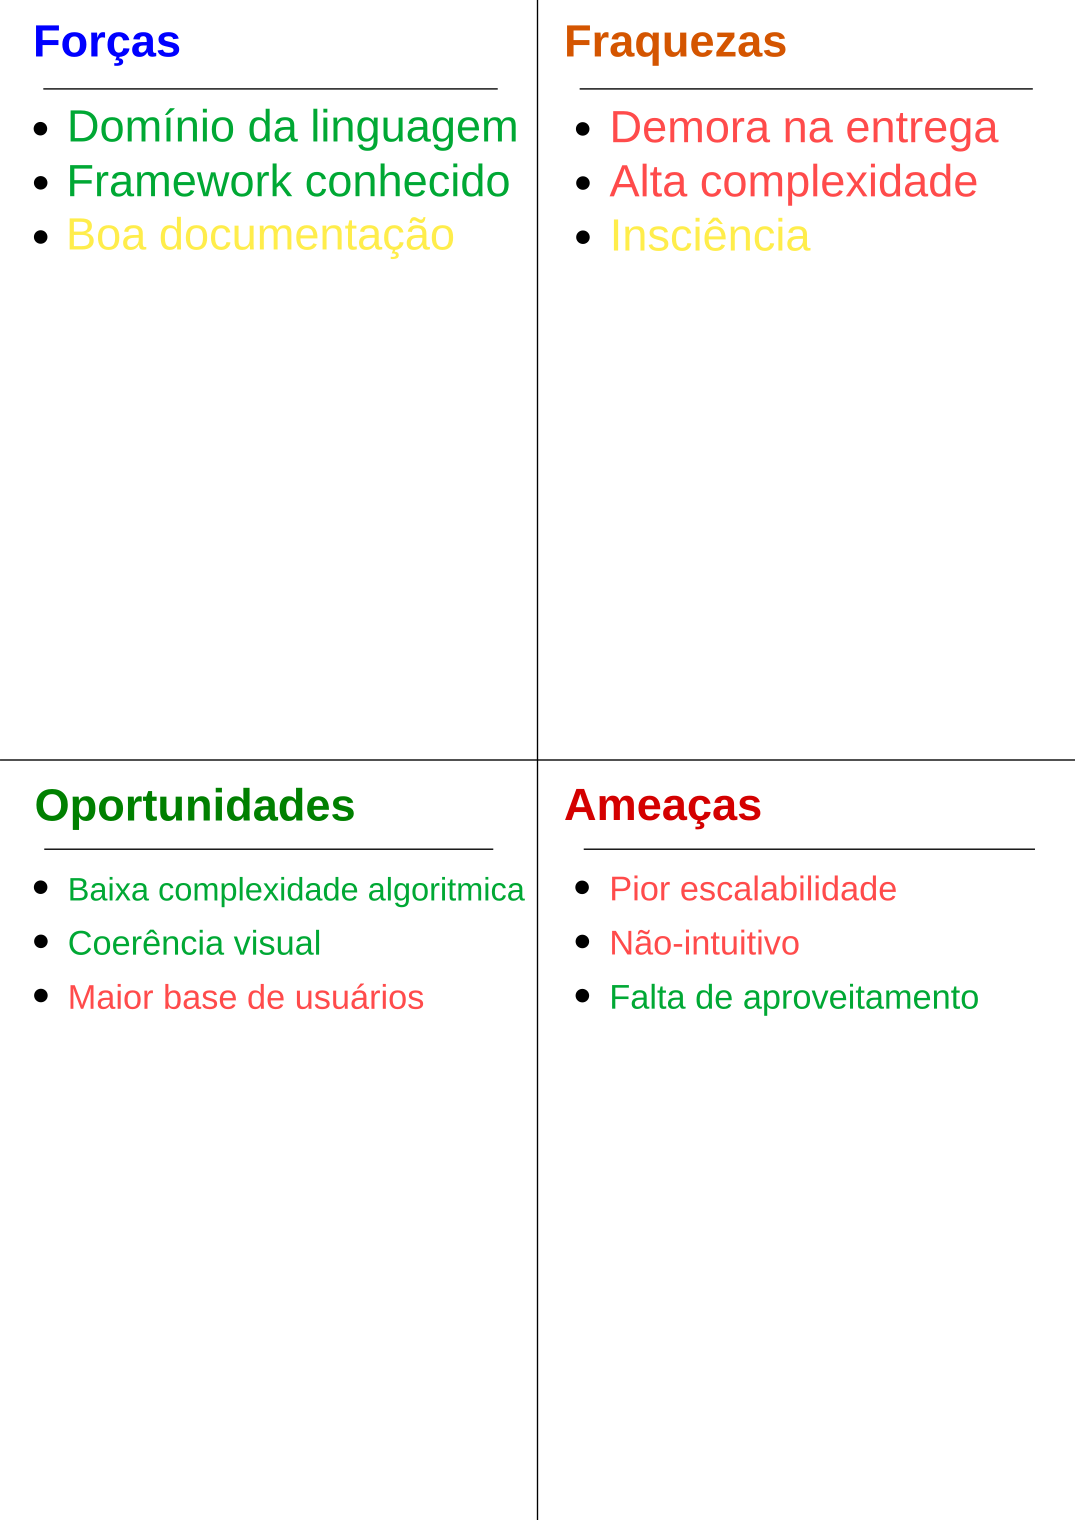 Forças
• Domínio da linguagem
• Framework conhecido
• Boa documentação
Fraquezas
• Demora na entrega
• Alta complexidade
• Insciência
Oportunidades
• Baixa complexidade algoritmica
• Coerência visual
• Maior base de usuários
Ameaças
• Pior escalabilidade
• Não-intuitivo
• Falta de aproveitamento